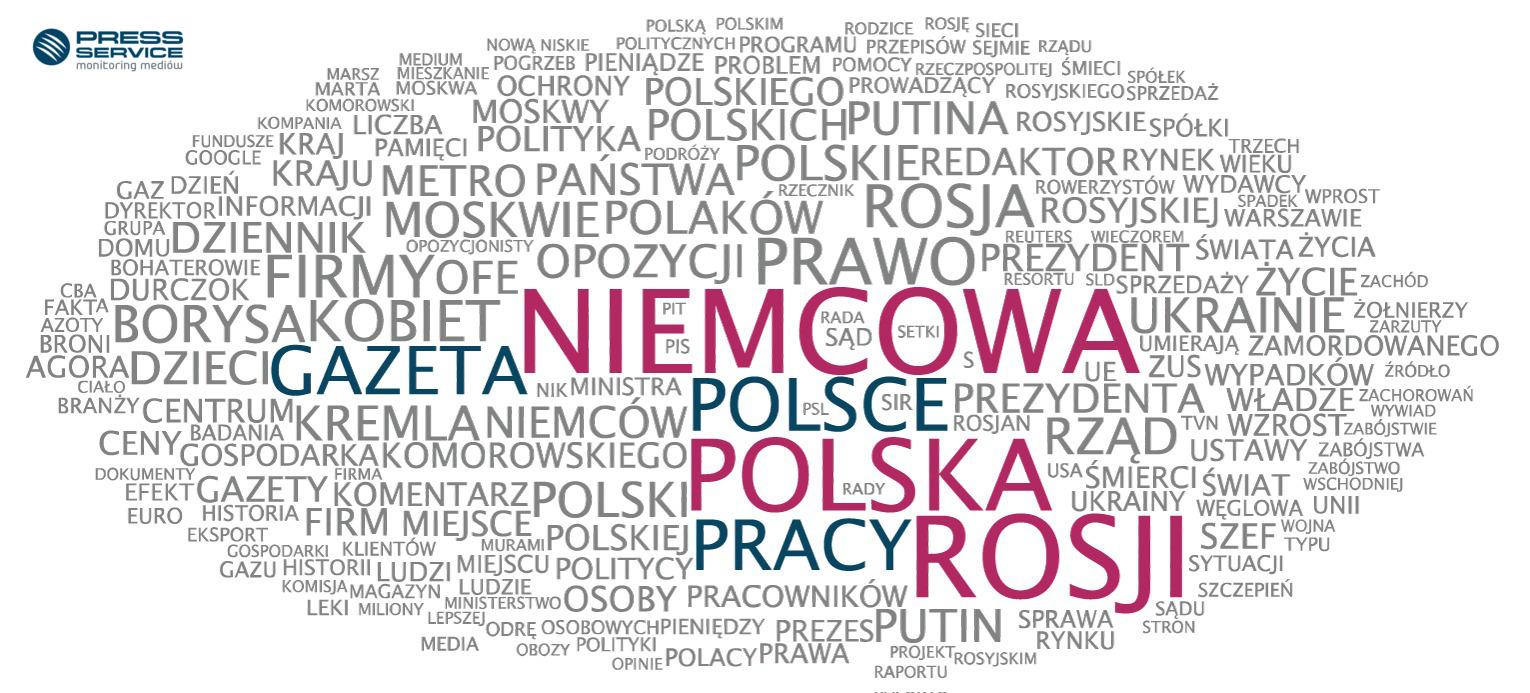 PRESS
SERVICE
monitoring mediów
POLSKĄ POLSKIM RODZICE ROSJĘ SIECI
NOWĄ NISKIE POLITYCZNYCH PROGRAMU PRZEPISÓW SEJMIE RZĄDU
MEDIUM POGRZEB PIENIĄDZE PROBLEM POMOCY RZECZPOSPOLITEJ ŚMIECI
MARSZ MIESZKANIE SPÓŁEK
MARTA MOSKWA OCHRONY POLSKIEGO PROWADZĄCY ROSYJSKIEGO SPRZEDAŻ
KOMOROWSKI MOSKWY
KOMPANIA LICZBA POLSKICH PUTINA ROSYJSKIE SPÓŁKI
FUNDUSZE KRAJ PAMIĘCI POLITYKA TRZECH
GOOGLE PODRÓŻY POLSKIE REDAKTOR RYNEK WIEKU
GAZ DZIEŃ KRAJU METRO PAŃSTWA RZECZNIK ROWERZYSTÓW WYDAWCY WPROST
DYREKTOR INFORMACJI ROSJA ROSYJSKIEJ SPADEK
GRUPA MOSKWIE POLAKÓW WARSZAWIE
DOMU DZIENNIK OPOZYCJONISTY REUTERS WIECZOREM
BOHATEROWIE FIRMY OFE OPOZYCJI PRAWO PREZYDENT ŚWIATA ŻYCIA
CBA DURCZOK RESORTU SLD SPRZEDAŻY ŻYCIE ZACHÓD
FAKTA BORYSA KOBIET NIEMCOWA PIT RADA UKRAINIE ŻOŁNIERZY
AZOTY SĄD SETKI ZARZUTY
BRONI PIS UMIERAJĄ ZAMORDOWANEGO
AGORA DZIECI GAZETA S UE ZUS WYPADKÓW ŹRÓDŁO
CIAŁO NIK MINISTRA POLSCE
BRANŻY CENTRUM PSL SIR PREZYDENTA WŁADZE ZACHOROWAŃ
WYWIAD
BADANIA KREMLA NIEMCÓW ROSJAN RZĄD TVN WZROST ZABÓJSTWIE
CENY GOSPODARKA KOMOROWSKIEGO POLSKA USTAWY ZABÓJSTWA
DOKUMENTY FIRMA USA ŚMIERCI ZABÓJSTWO
EFEKT GAZETY KOMENTARZ POLSKI RADY ŚWIAT WSCHODNIEJ
EURO HISTORIA UKRAINY WĘGLOWA UNII
EKSPORT FIRM MIEJSCE POLSKIEJ PRACY ROSJI SZEF WOJNA
GOSPODARKI KLIENTÓW MURAMI TYPU
GAZU HISTORII LUDZI MIEJSCU POLITYCY SYTUACJI
KOMISJA MAGAZYN LUDZIE SZCZEPIEŃ
LEKI MILIONY MINISTERSTWO OSOBY PRACOWNIKÓW SĄDU
LEPSZEJ ODRĘ OSOBOWYCH PIENIĘDZY PREZES PUTIN SPRAWA STRON
MEDIA OBOZY POLITYKI RYNKU
OPINIE POLACY PRAWA PROJEKT ROSYJSKIM
RAPORTU